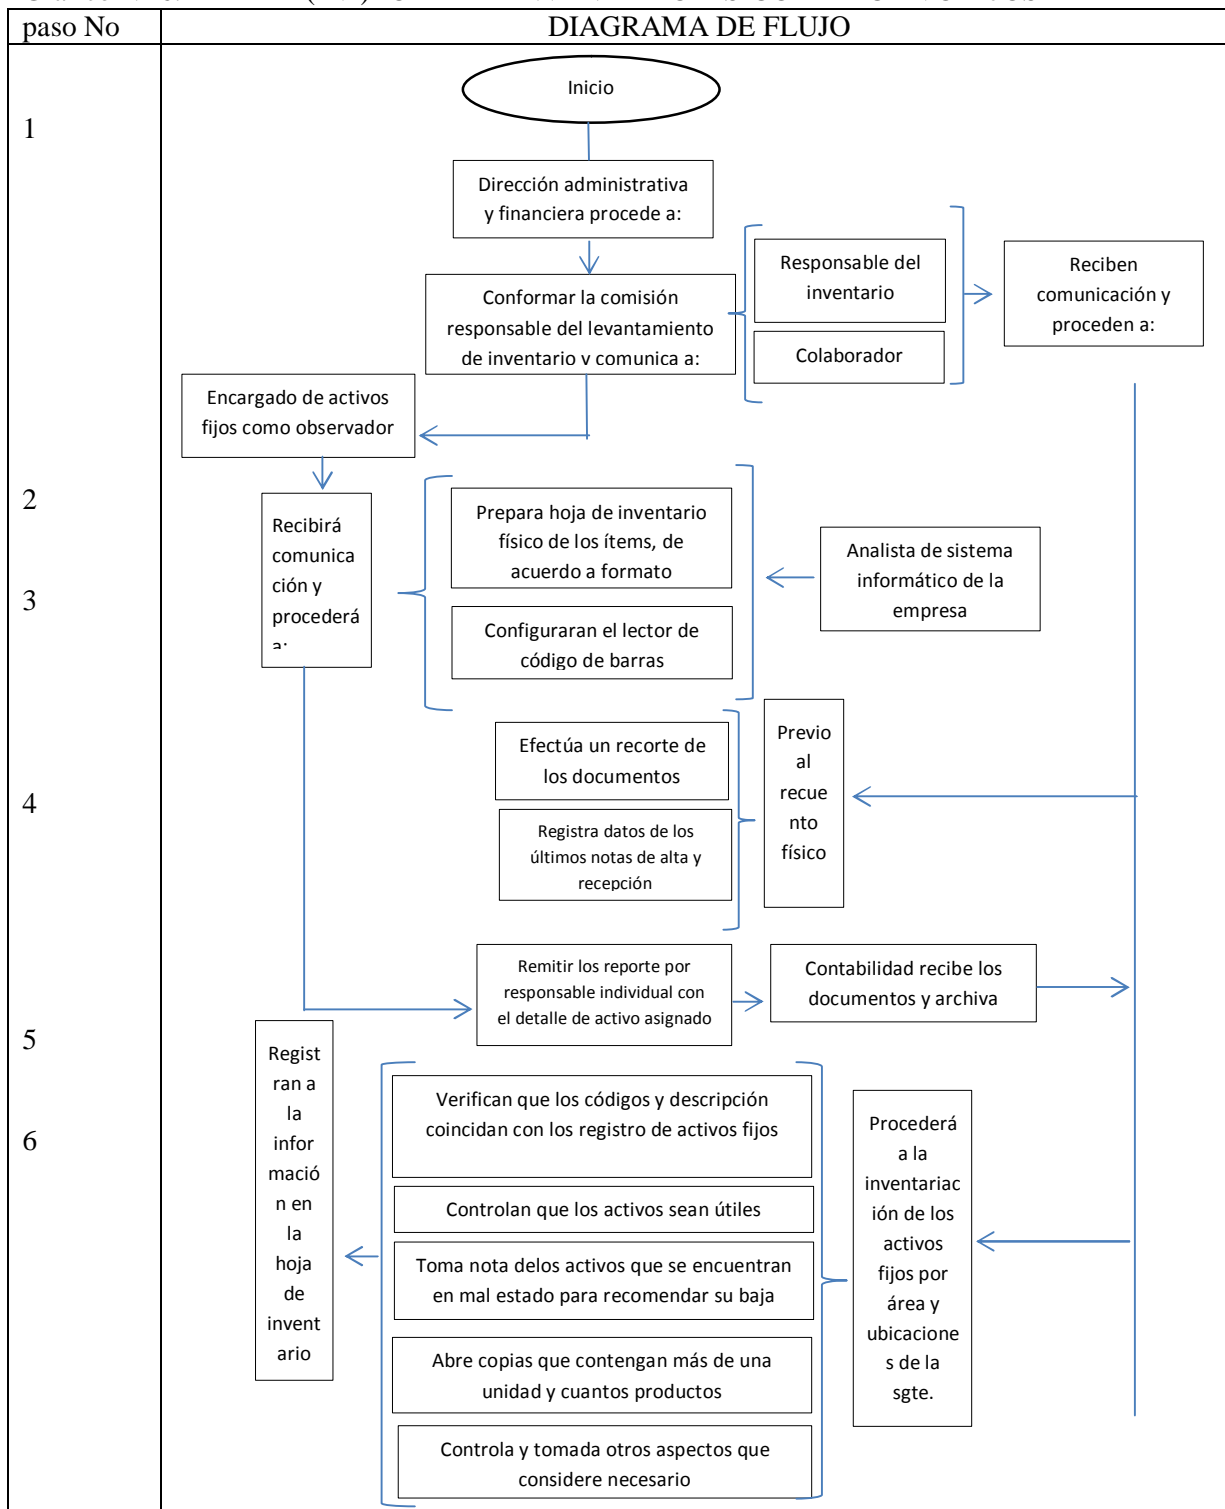 paso No
DIAGRAMA DE FLUJO
Inicio
1
Dirección administrativa
y financiera procede a:
Conformar la comisión
responsable del levantamiento
de inventario y comunica a:
Responsable del
inventario
Colaborador
Reciben
comunicación y
proceden a:
Encargado de activos
fijos como observador
2
3
Recibirá
comunica
ción y
procederá
a:
Prepara hoja de inventario
físico de los ítems, de
acuerdo a formato
Configuraran el lector de
código de barras
Analista de sistema
informático de la
empresa
4
Efectúa un recorte de
los documentos
Registra datos de los
últimos notas de alta y
recepción
Previo
al
recue
nto
físico
Remitir los reporte por
responsable individual con
el detalle de activo asignado
Contabilidad recibe los
documentos y archiva
5
6
Regist
ran a
la
infor
mació
n en
la
hoja
de
invent
ario
Verifican que los códigos y descripción
coincidan con los registro de activos fijos
Controlan que los activos sean útiles
Toma nota delos activos que se encuentran
en mal estado para recomendar su baja
Abre copias que contengan más de una
unidad y cuantos productos
Controla y tomada otros aspectos que
considere necesario
Procederá
a la
inventariac
ión de los
activos
fijos por
área y
ubicacione
s de la
sgte.